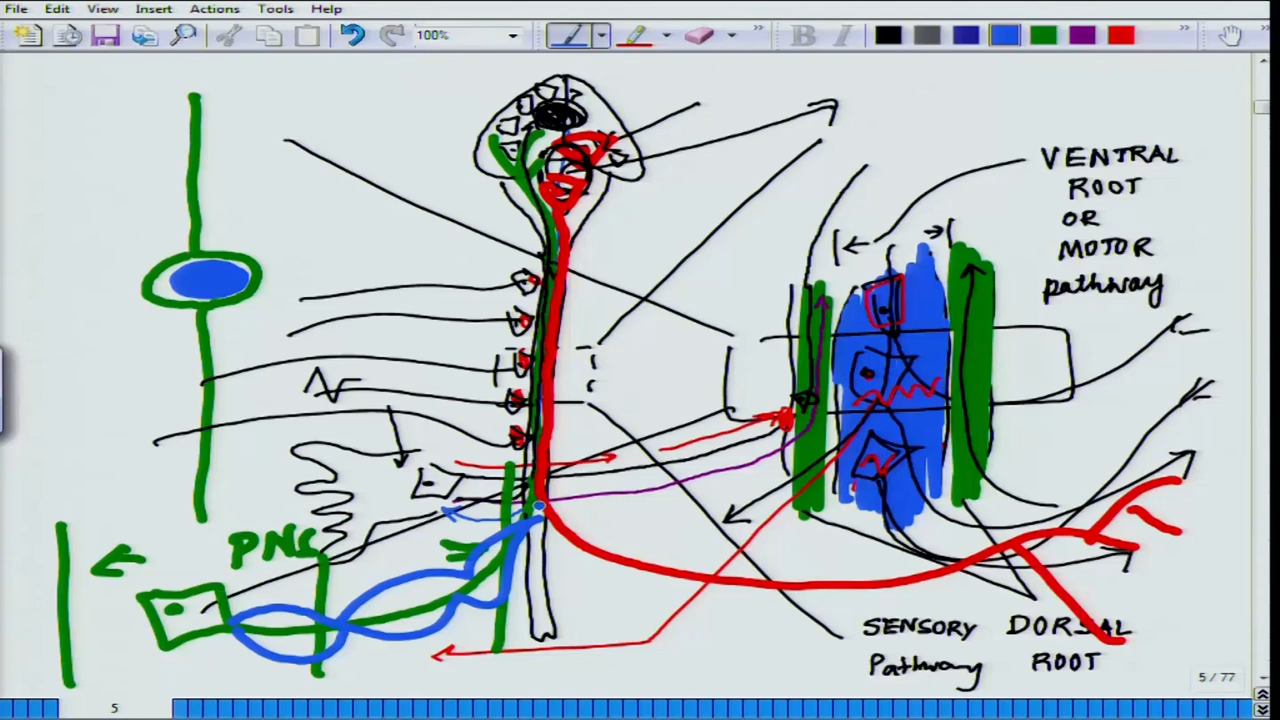 File Edit View Insert Actions Tools Help
100%
VENTRAL
ROOT
OR
MOTOR
pathway
PNS
SENSORY DORSAL
Pathway ROOT
5 / 77
5